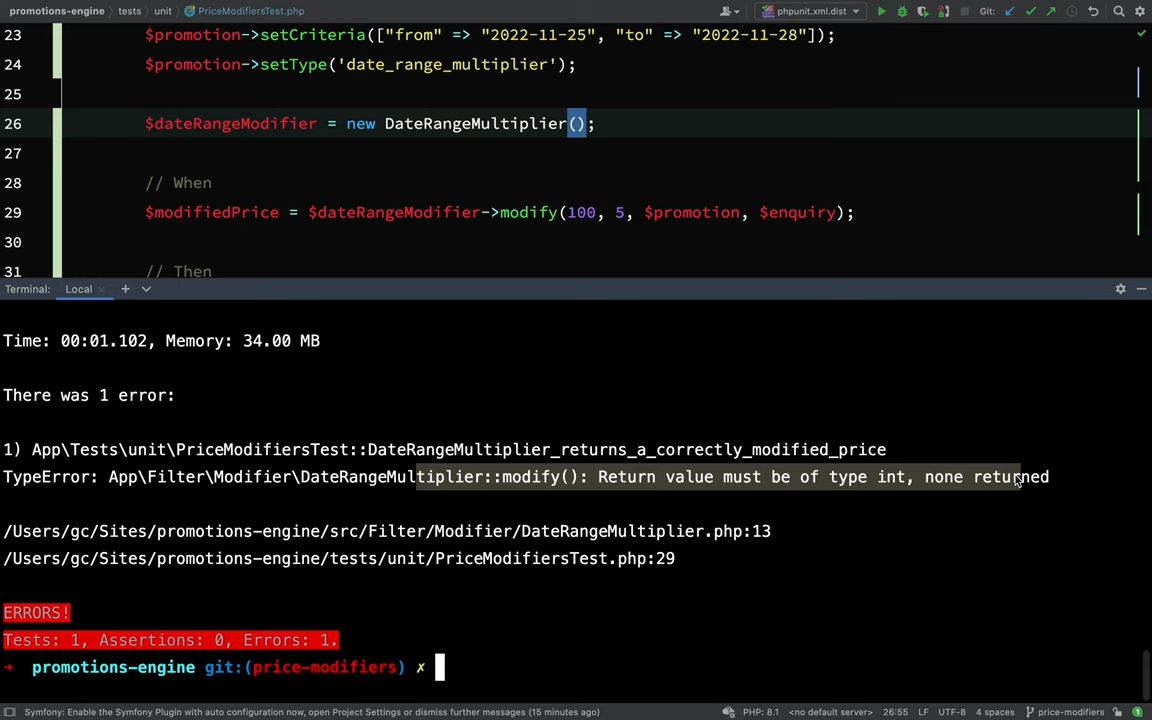 promotions-engine › tests › unit › PriceModifiersTest.php
phpunit.xml.dist
Git:
23 $promotion->setCriteria(["from" => "2022-11-25", "to" => "2022-11-28"]);
24 $promotion->setType('date_range_multiplier');
25
26 $dateRangeModifier = new DateRangeMultiplier();
27
28 // When
29 $modifiedPrice = $dateRangeModifier->modify(100, 5, $promotion, $enquiry);
30
31 // Then
Terminal: Local × +
Time: 00:01.102, Memory: 34.00 MB
There was 1 error:
1) App\Tests\unit\PriceModifiersTest::DateRangeMultiplier_returns_a_correctly_modified_price
TypeError: App\Filter\Modifier\DateRangeMultiplier::modify(): Return value must be of type int, none returned
/Users/gc/Sites/promotions-engine/src/Filter/Modifier/DateRangeMultiplier.php:13
/Users/gc/Sites/promotions-engine/tests/unit/PriceModifiersTest.php:29
ERRORS!
Tests: 1, Assertions: 0, Errors: 1.
→ promotions-engine git:(price-modifiers) ✗
Symfony: Enable the Symfony Plugin with auto configuration now, open Project Settings or dismiss further messages (15 minutes ago) PHP: 8.1 <no default server> 26:55 LF UTF-8 4 spaces price-modifiers 1